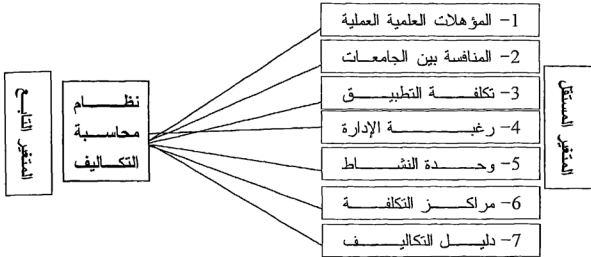 المتغير المستقل
1- المؤهلات العلمية العملية
2- المنافسة بين الجامعات
3- تكلفة التطبيق
4- رغبة الإدارة
5- وحدة النشاط
6- مراكز التكلفة
7- دليل التكاليف
نظام
محاسبة
التكاليف
المتغير التابع